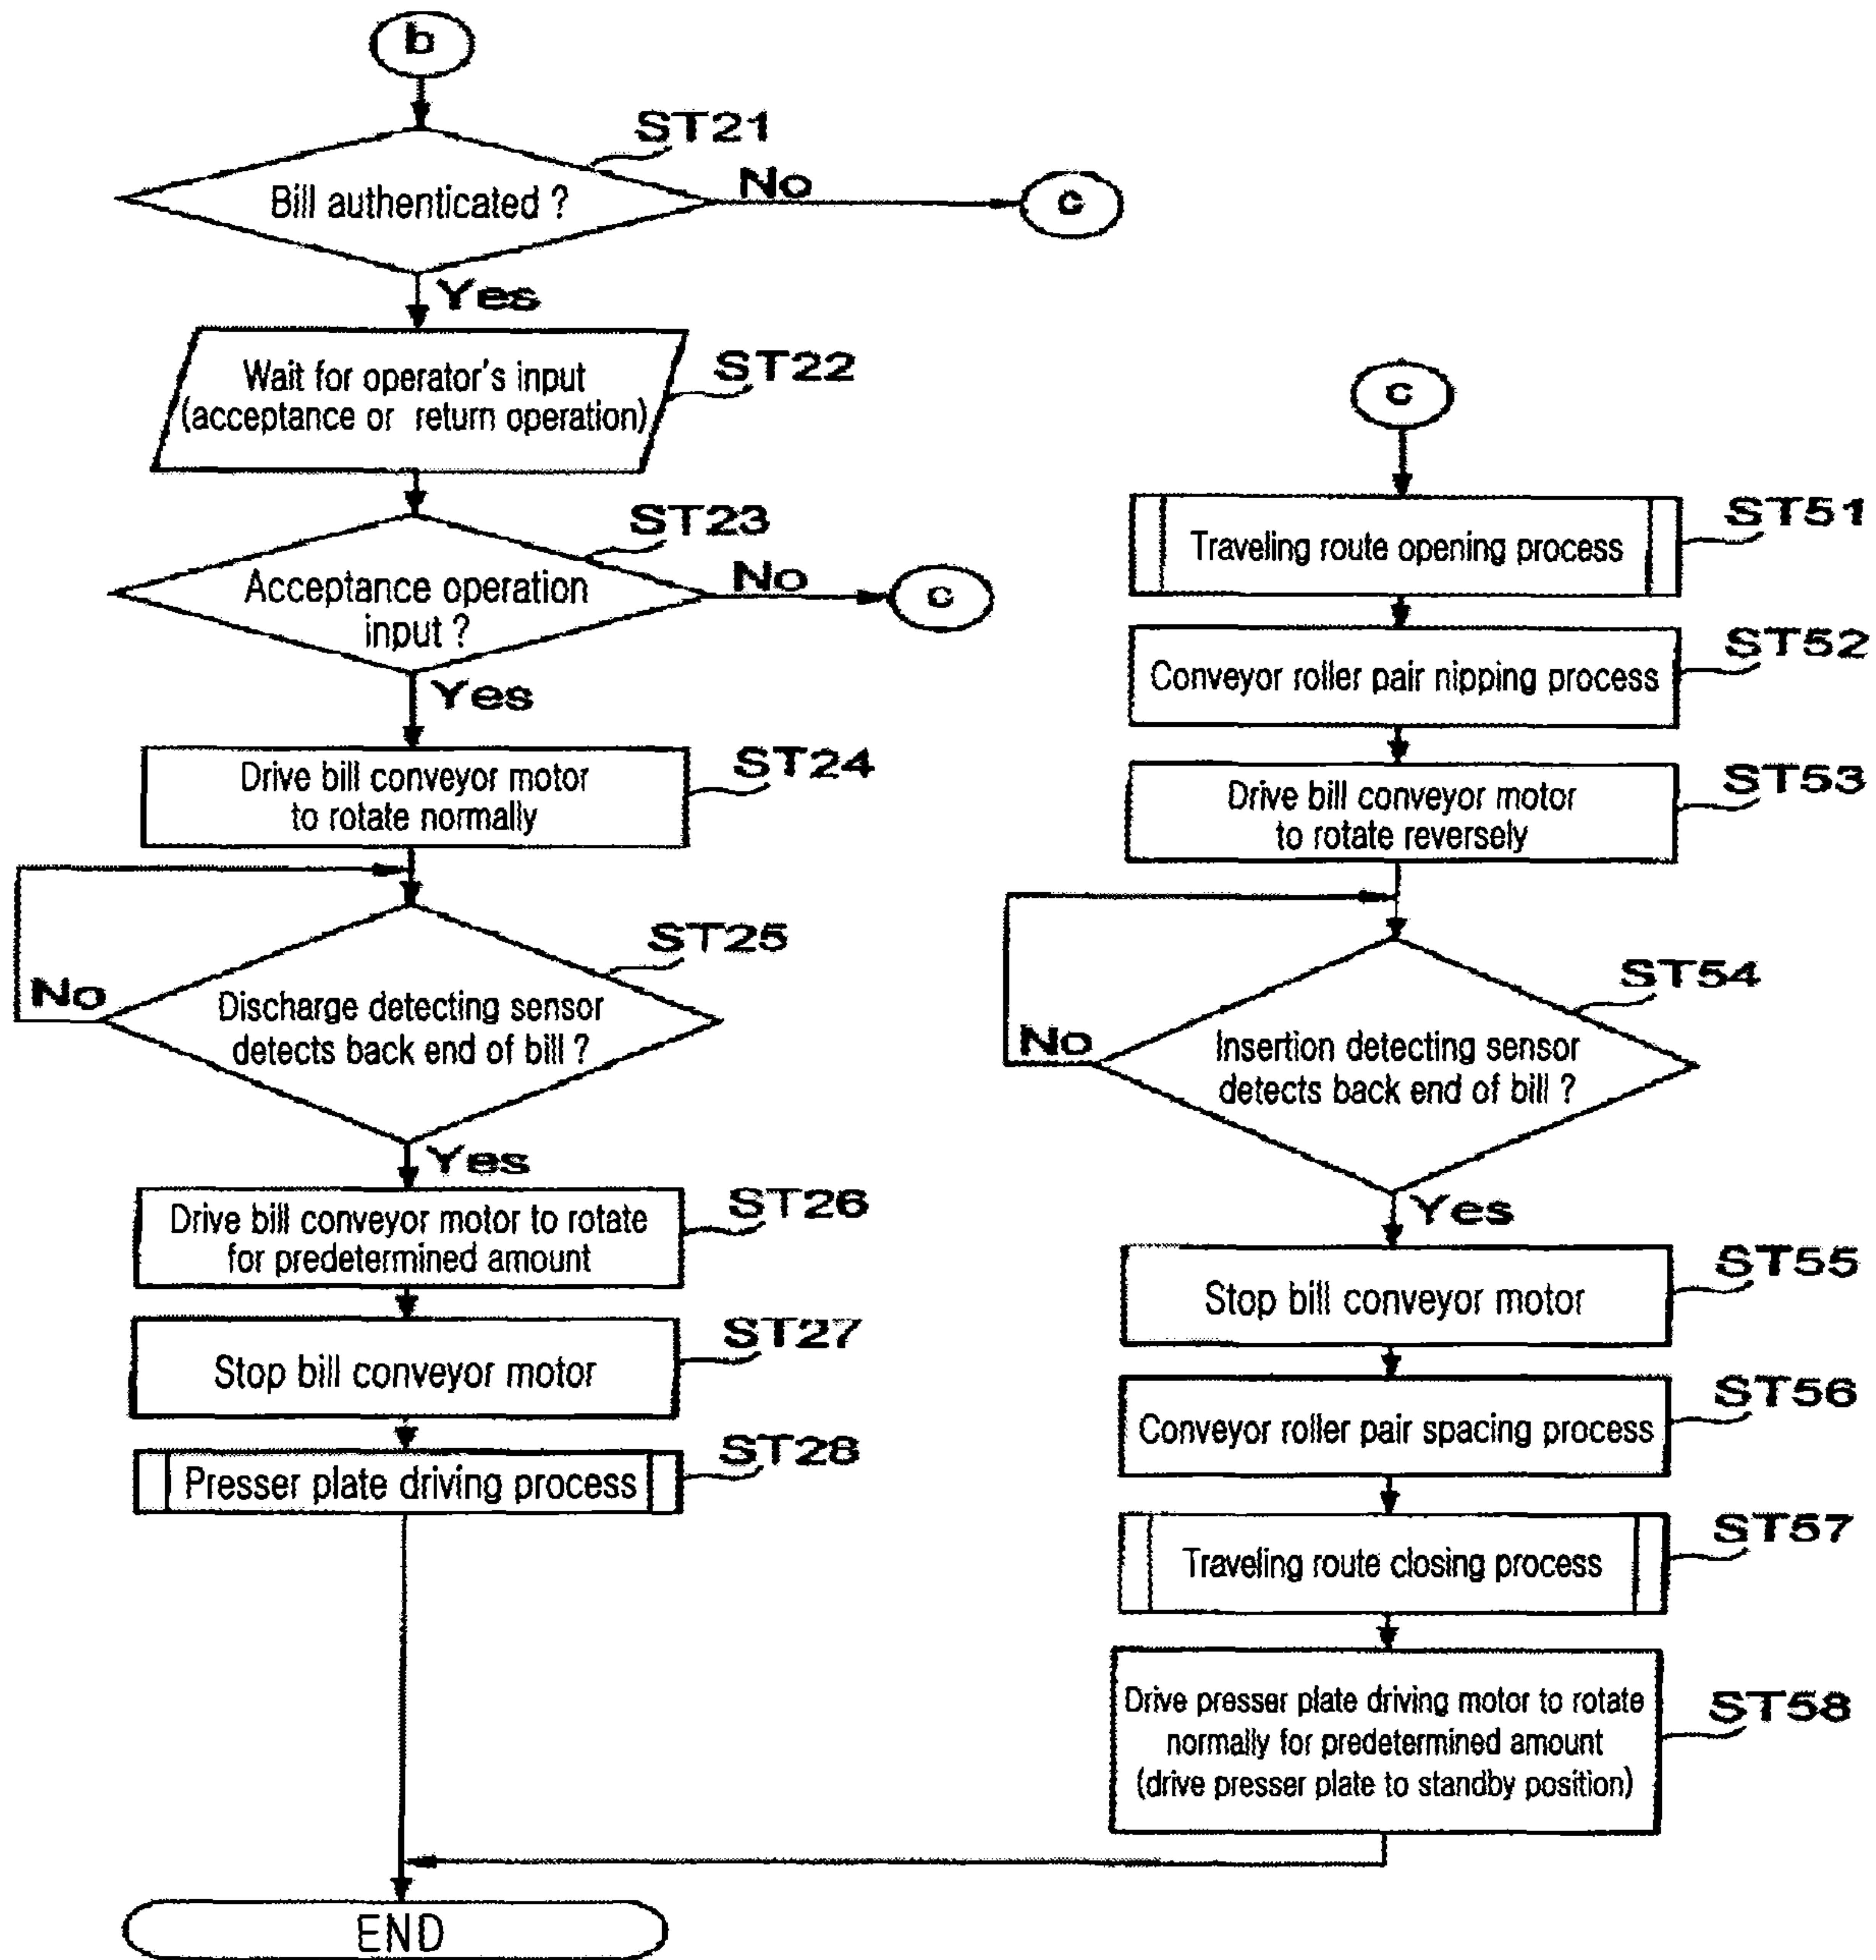 b
ST21
Bill authenticated ?
No
c
Yes
ST22
Wait for operator's input
(acceptance or return operation)
ST23
Acceptance operation
input ?
No
c
Yes
ST24
Drive bill conveyor motor
to rotate normally
ST25
No
Discharge detecting sensor
detects back end of bill ?
Yes
ST26
Drive bill conveyor motor to rotate
for predetermined amount
ST27
Stop bill conveyor motor
ST28
Presser plate driving process
c
ST51
Traveling route opening process
ST52
Conveyor roller pair nipping process
ST53
Drive bill conveyor motor
to rotate reversely
ST54
No
Insertion detecting sensor
detects back end of bill ?
Yes
ST55
Stop bill conveyor motor
ST56
Conveyor roller pair spacing process
ST57
Traveling route closing process
ST58
Drive presser plate driving motor to rotate
normally for predetermined amount
(drive presser plate to standby position)
END